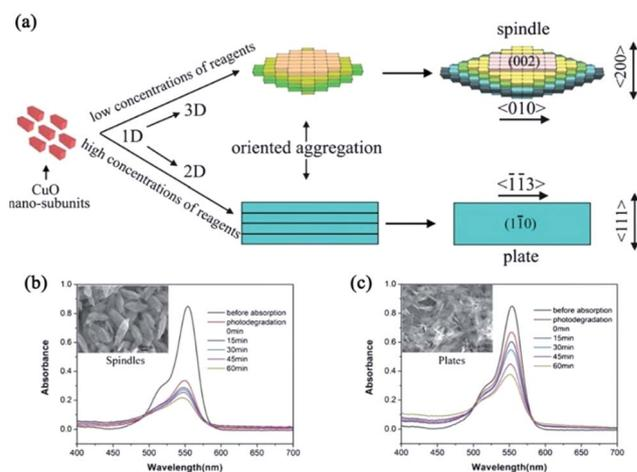 (a)
spindle
low concentrations of reagents
(002)
<200>
<010>
1D
3D
2D
oriented aggregation
high concentrations of reagents
CuO
nano-subunits
<1̅1̅3>
(11̅0)
<111>
plate
(b)
(c)
1.0
0.8
0.6
0.4
0.2
0.0
Absorbance
Spindles
before absorption
photodegradation
0min
15min
30min
45min
60min
400 450 500 550 600 650 700
Wavelength(nm)
1.0
0.8
0.6
0.4
0.2
0.0
Absorbance
Plates
before absorption
photodegradation
0min
15min
30min
45min
60min
400 450 500 550 600 650 700
Wavelength(nm)